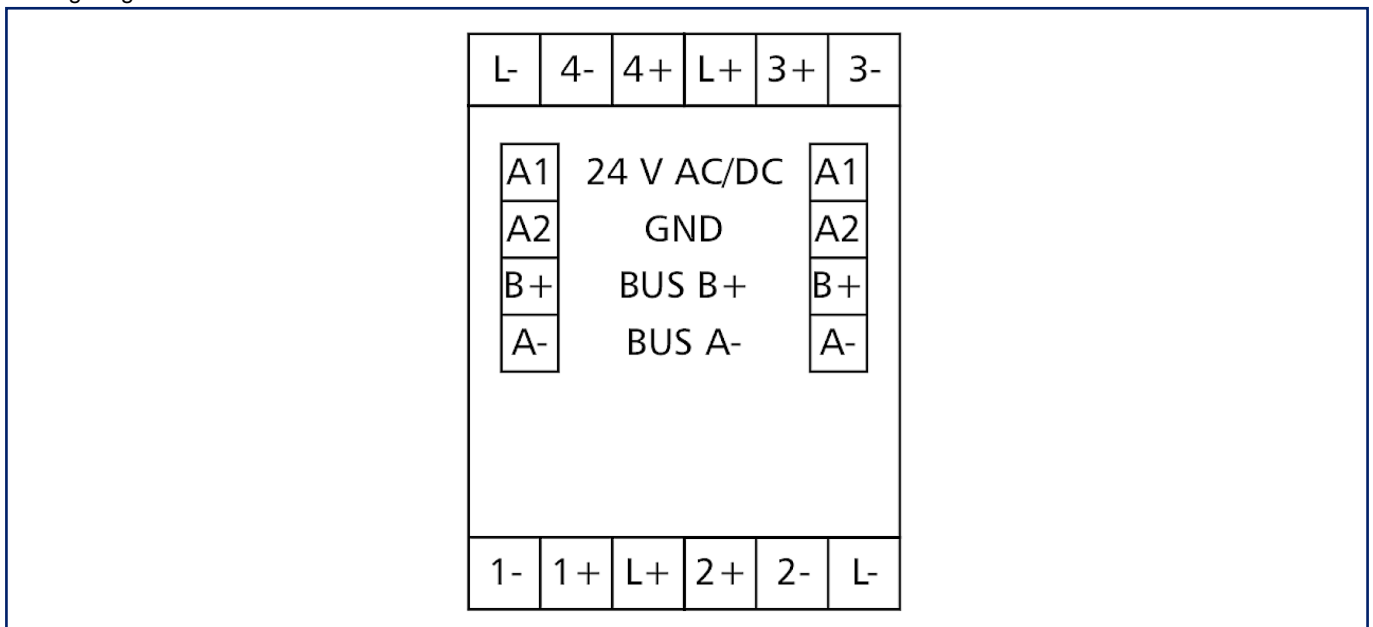 L- 4- 4+ L+ 3+ 3-
A1 24 V AC/DC A1
A2 GND A2
B+ BUS B+ B+
A- BUS A- A-
1- 1+ L+ 2+ 2- L-